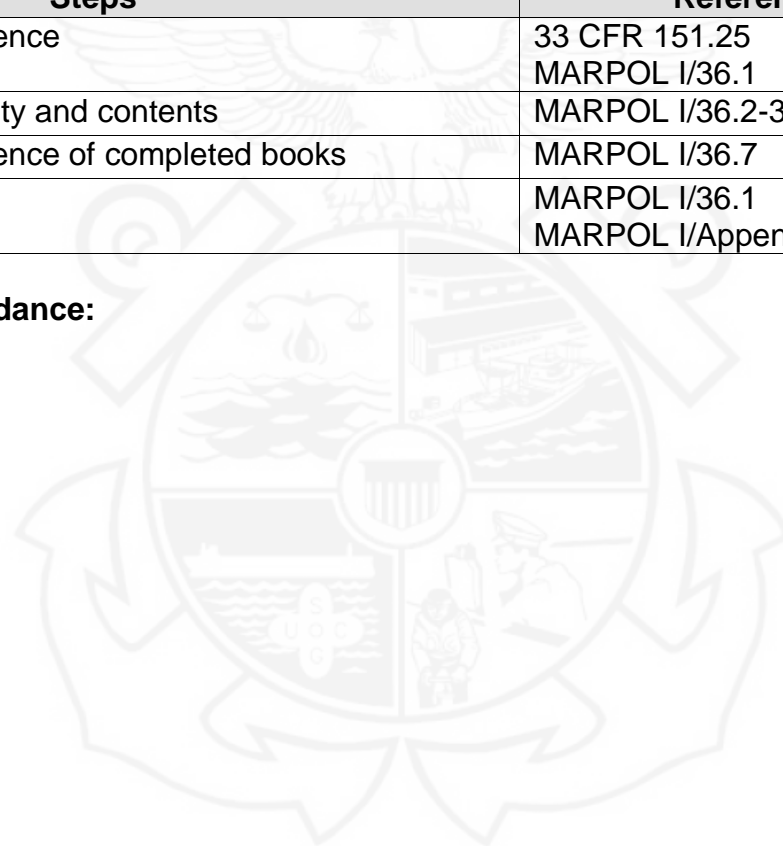 Steps Referen
ence 33 CFR 151.25
MARPOL I/36.1
ty and contents MARPOL I/36.2-3
ence of completed books MARPOL I/36.7
MARPOL I/36.1
MARPOL I/Appen
dance:
S
U O C
G